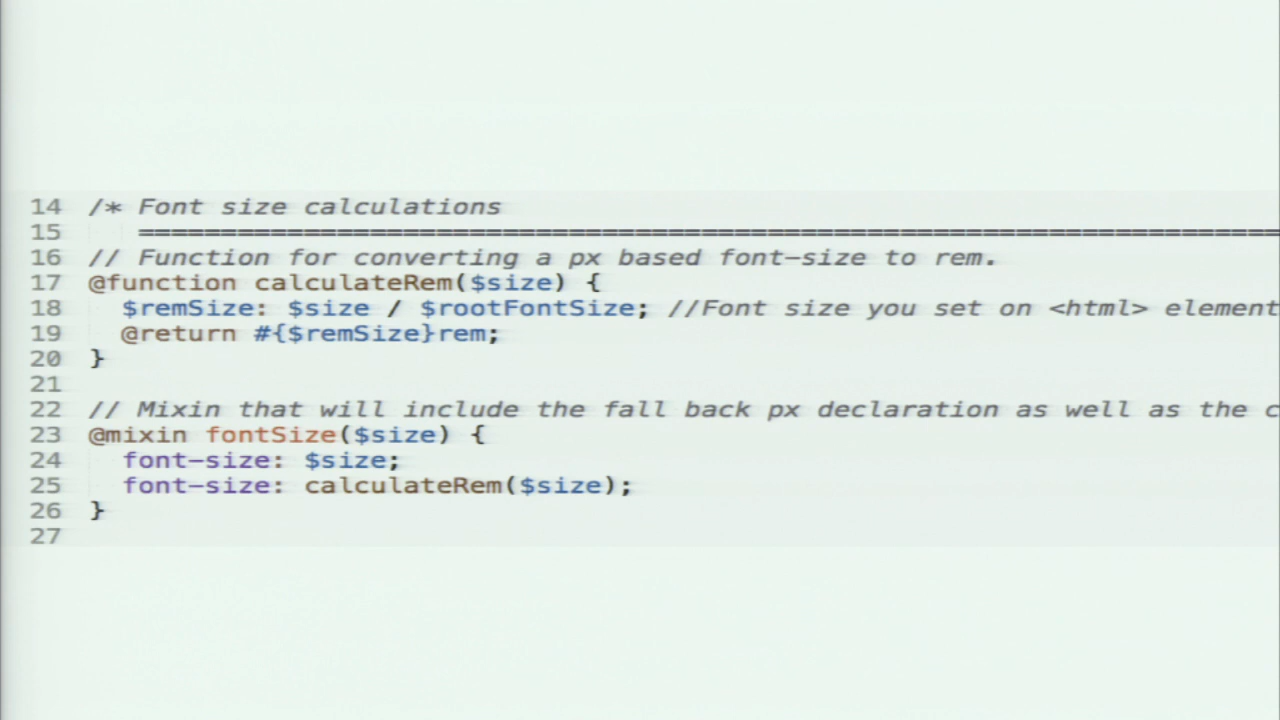 14 /* Font size calculations
15 =====================================================================
16 // Function for converting a px based font-size to rem.
17 @function calculateRem($size) {
18 $remSize: $size / $rootFontSize; //Font size you set on <html> element
19 @return #{$remSize}rem;
20 }
21
22 // Mixin that will include the fall back px declaration as well as the
23 @mixin fontSize($size) {
24 font-size: $size;
25 font-size: calculateRem($size);
26 }
27